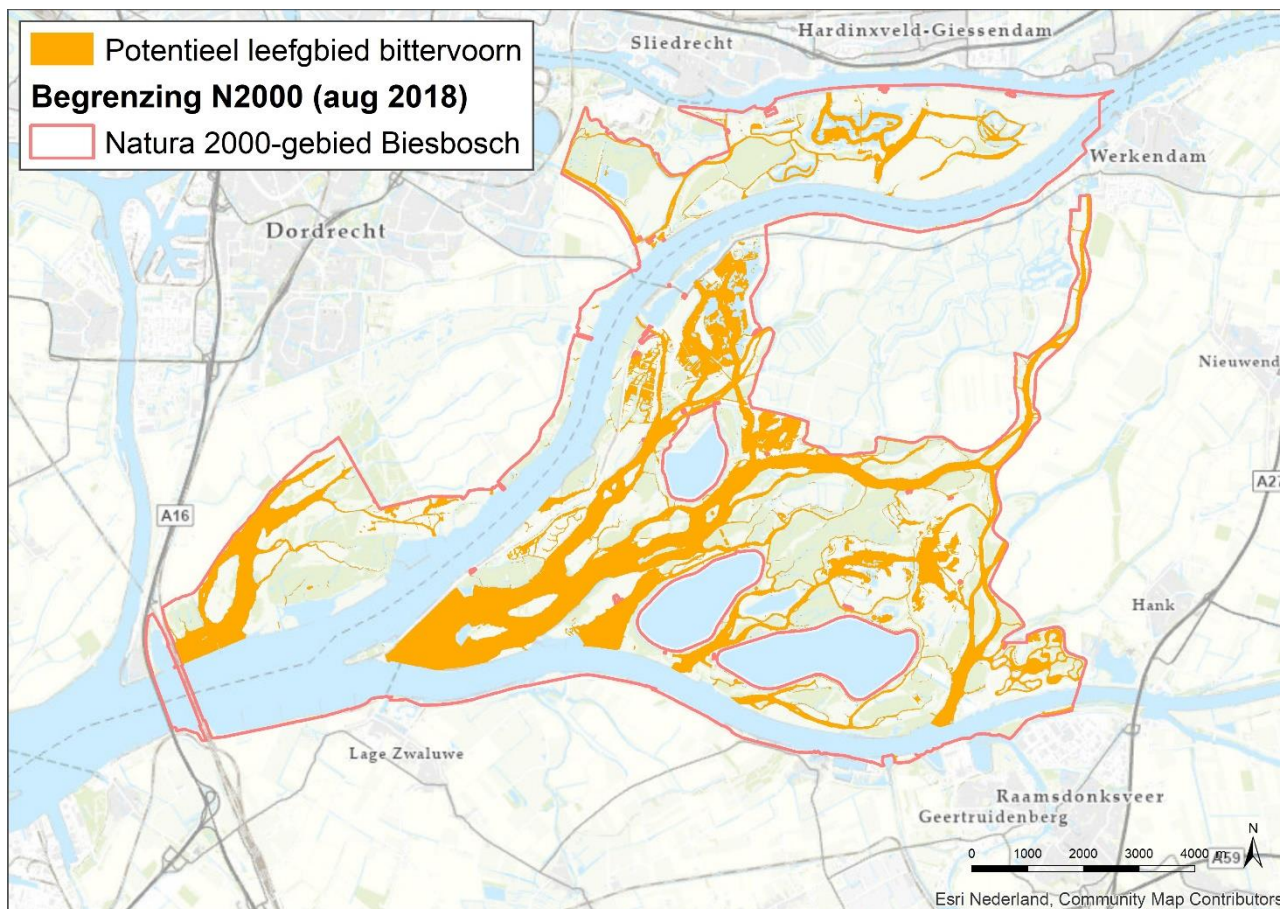 Potentieel leefgbied bittervoorn
Begrenzing N2000 (aug 2018)
Natura 2000-gebied Biesbosch
Hardinxveld-Giessendam
Sliedrecht
Werkendam
Dordrecht
Nieuwend
A27
A16
Hank
Lage Zwaluwe
Raamsdonksveer
Geertruidenberg
N
0 1000 2000 3000 4000 m
A59
Esri Nederland, Community Map Contributors